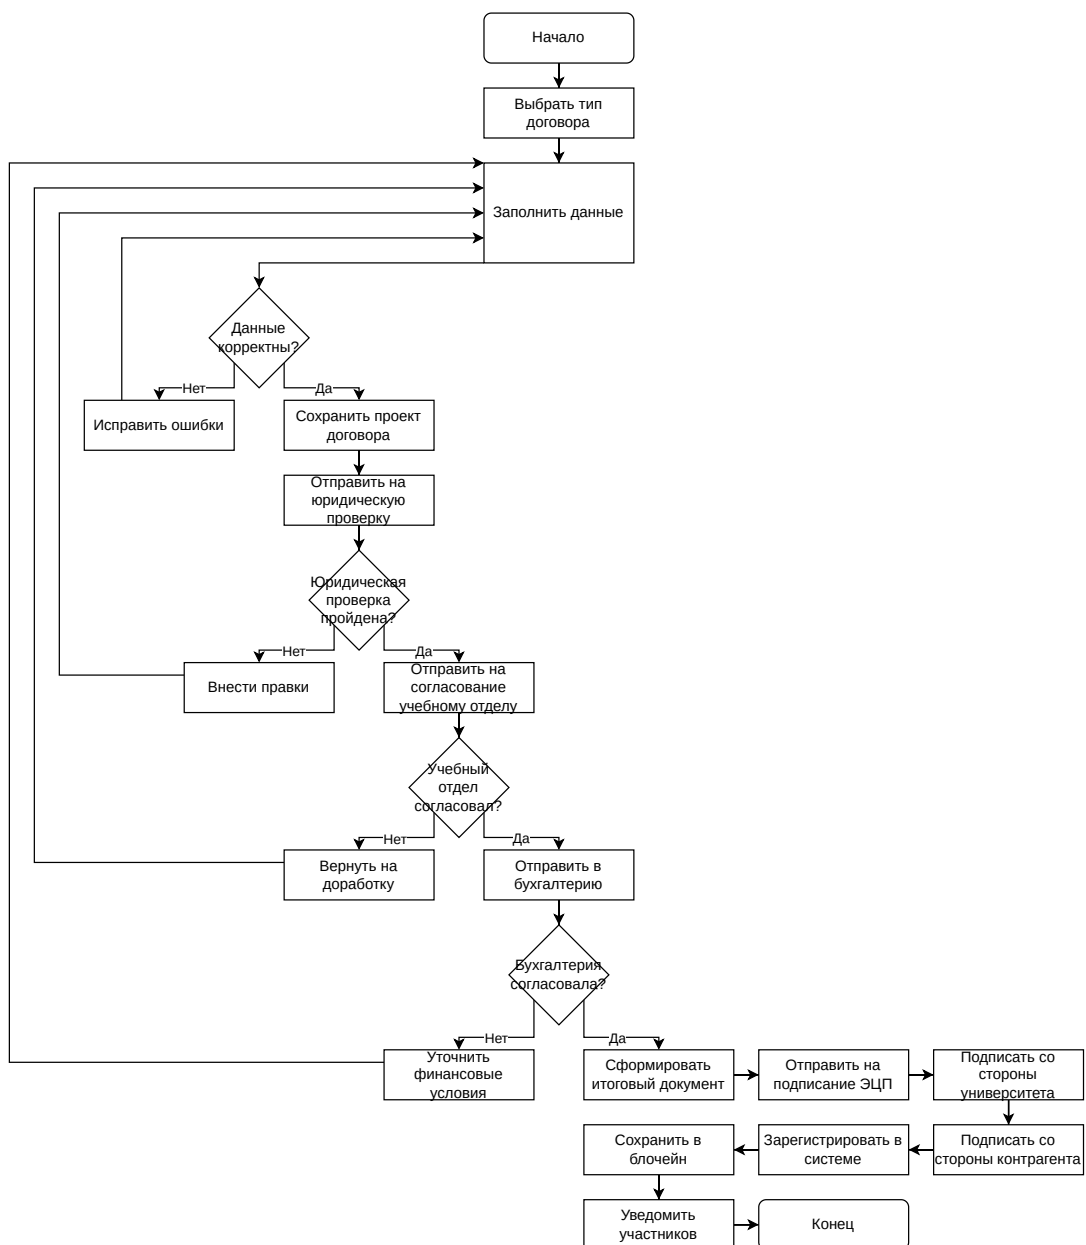 Начало
Выбрать тип
договора
Заполнить данные
Данные
корректны?
Нет
Да
Исправить ошибки
Сохранить проект
договора
Отправить на
юридическую
проверку
Юридическая
проверка
пройдена?
Нет
Да
Внести правки
Отправить на
согласование
учебному отделу
Учебный
отдел
согласовал?
Нет
Да
Вернуть на
доработку
Отправить в
бухгалтерию
Бухгалтерия
согласовала?
Нет
Да
Уточнить
финансовые
условия
Сформировать
итоговый документ
Отправить на
подписание ЭЦП
Подписать со
стороны
университета
Сохранить в
блочейн
Зарегистрировать в
системе
Подписать со
стороны контрагента
Уведомить
участников
Конец